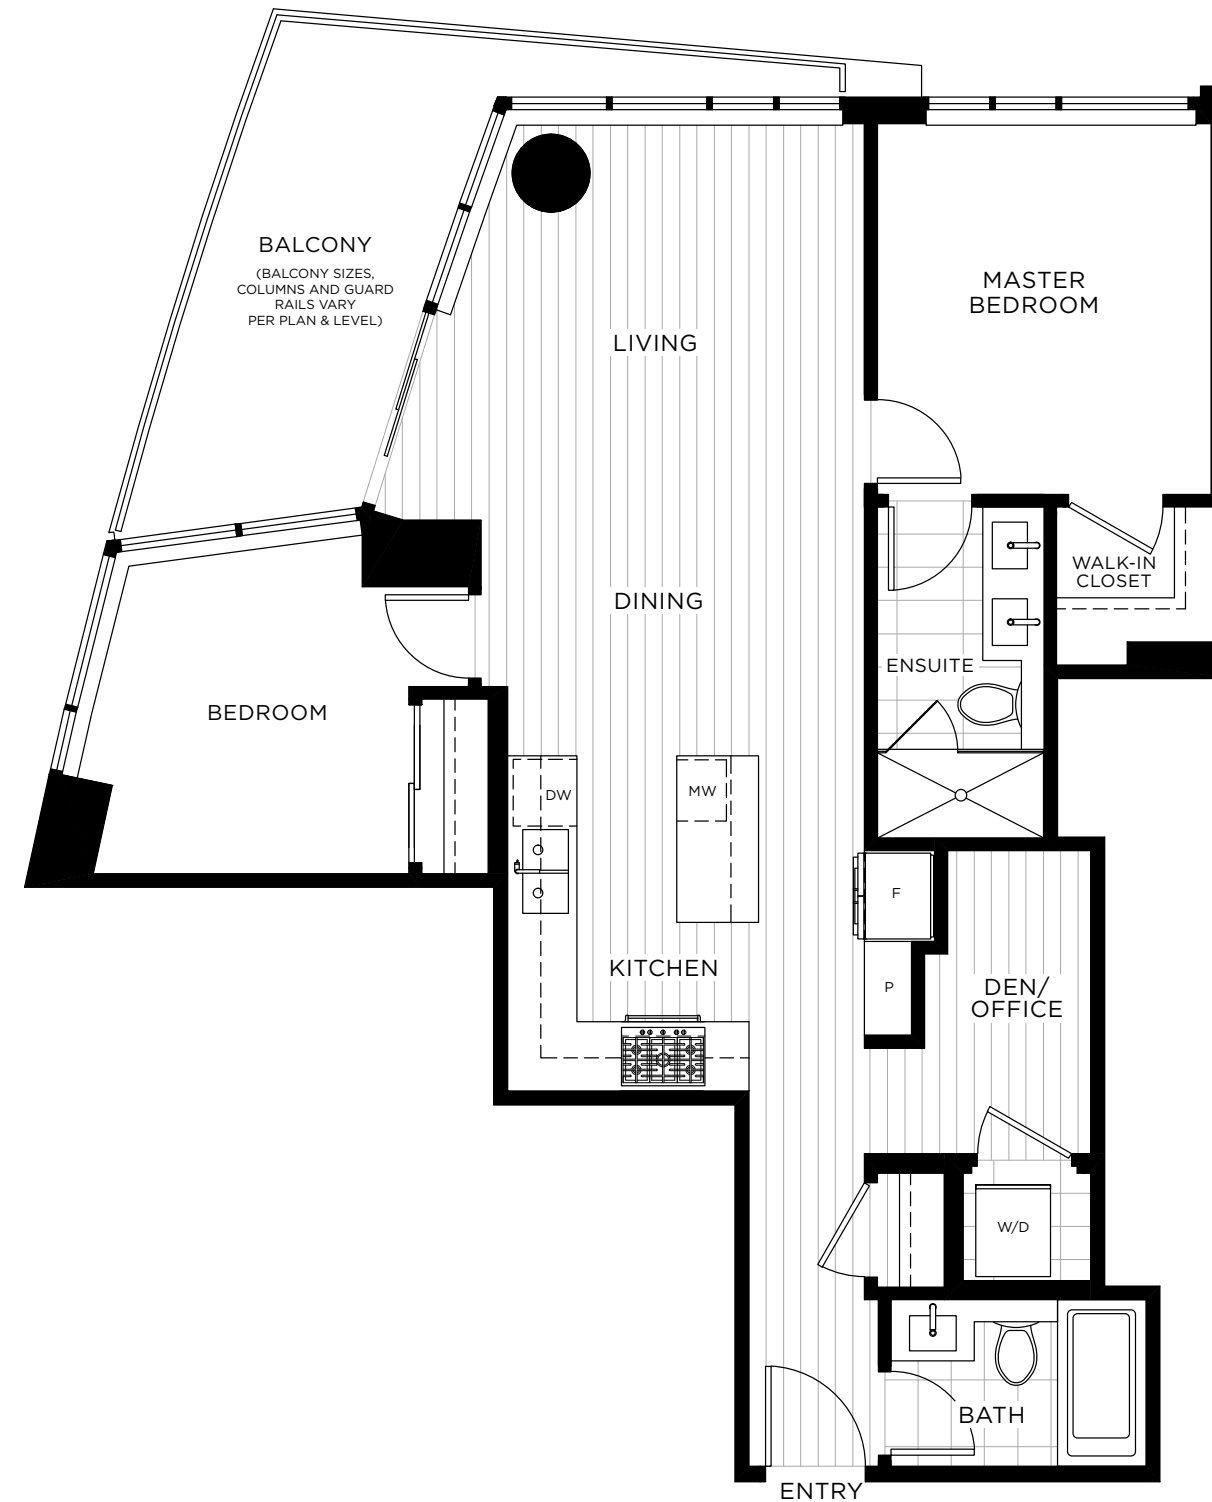 BALCONY
(BALCONY SIZES,
COLUMNS AND GUARD
RAILS VARY
PER PLAN & LEVEL)
MASTER
BEDROOM
LIVING
WALK-IN
CLOSET
DINING
ENSUITE
BEDROOM
DW
MW
F
KITCHEN
P
DEN/
OFFICE
W/D
BATH
ENTRY